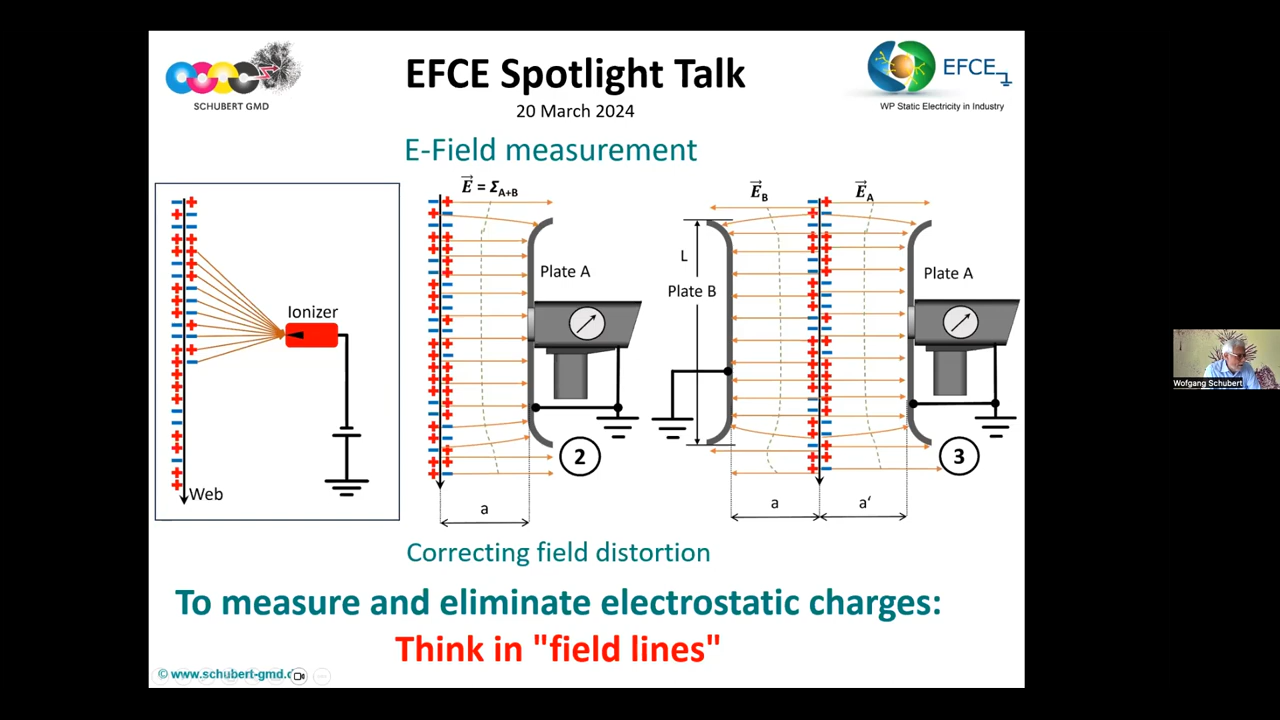 SCHUBERT GMD
EFCE Spotlight Talk
20 March 2024
EFCE
WP Static Electricity in Industry
E-Field measurement
Ionizer
Web
E = Σ A+B
Plate A
2
a
E B
E A
L
Plate B
Plate A
3
a
a‘
Correcting field distortion
To measure and eliminate electrostatic charges:
Think in "field lines"
© www.schubert-gmd.
Wofgang Schubert